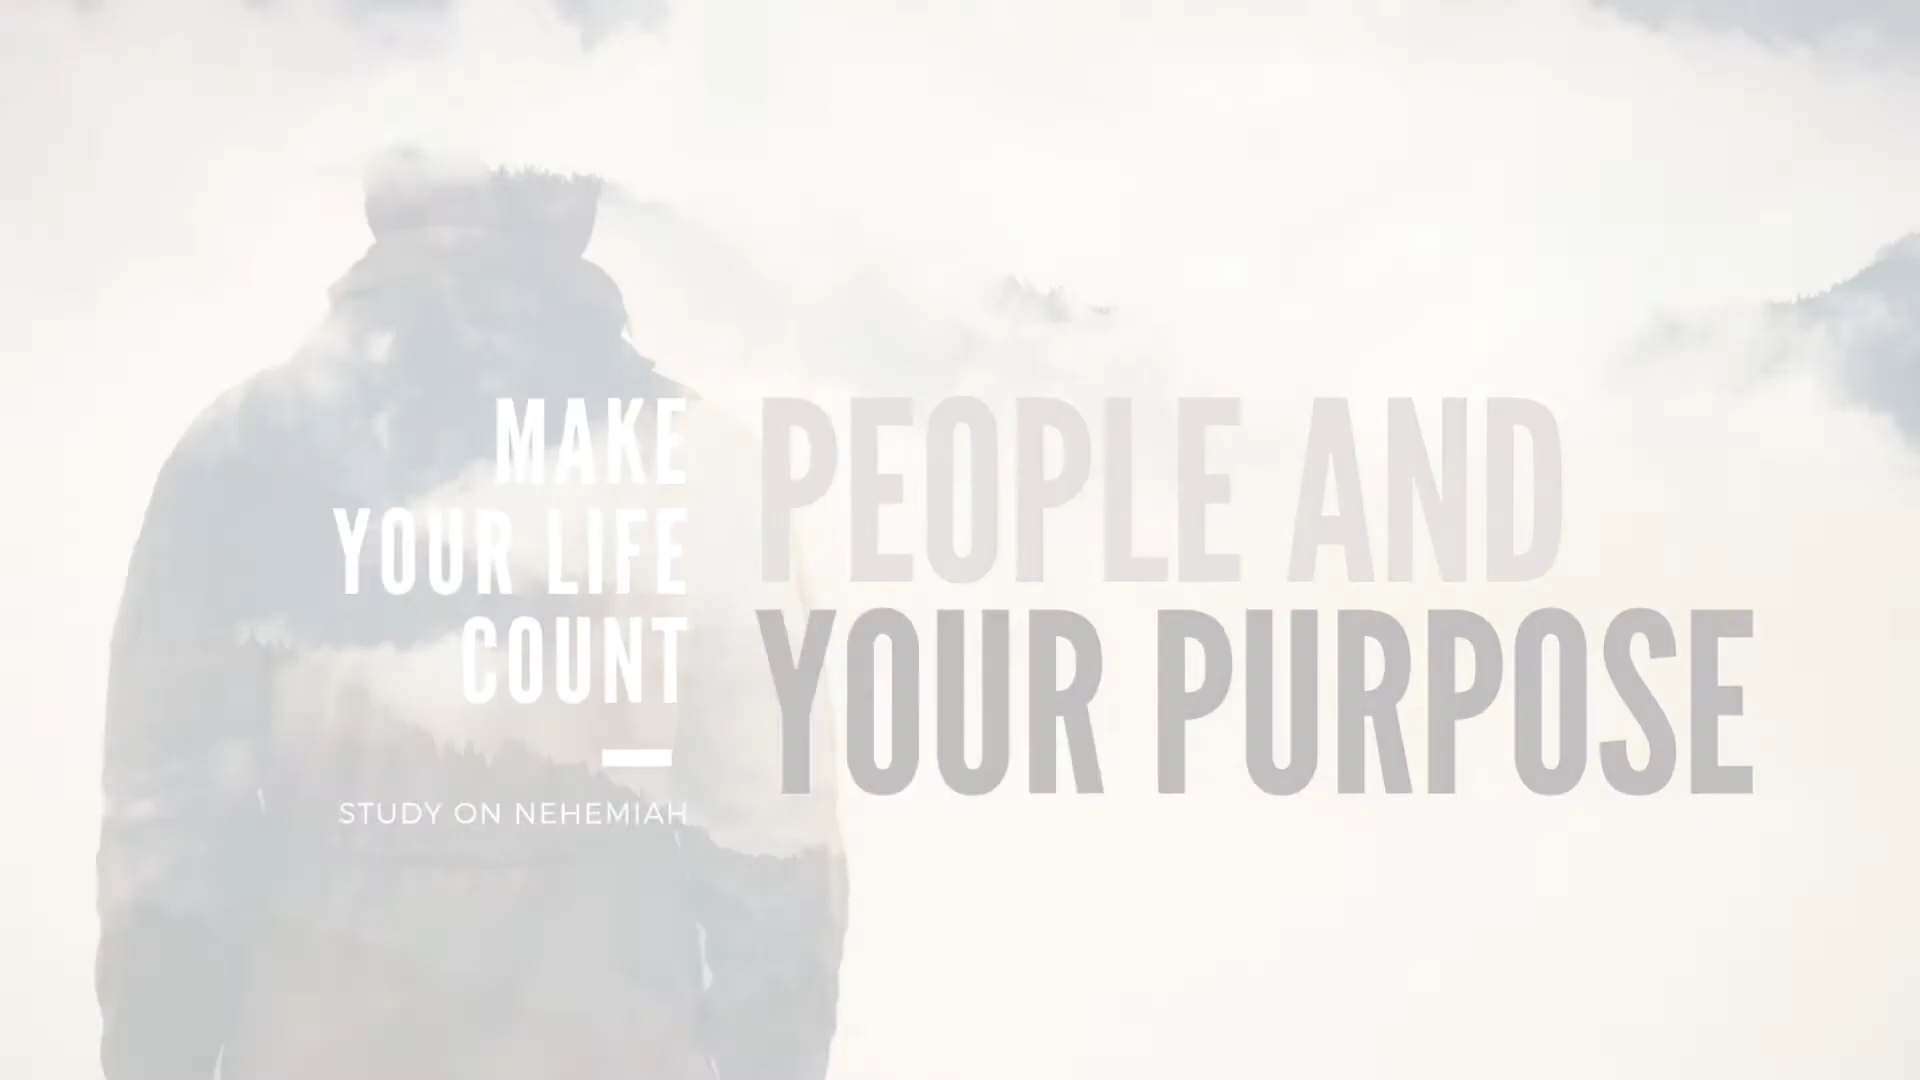 MAKE
YOUR LIFE
COUNT
STUDY ON NEHEMIAH
PEOPLE AND
YOUR PURPOSE